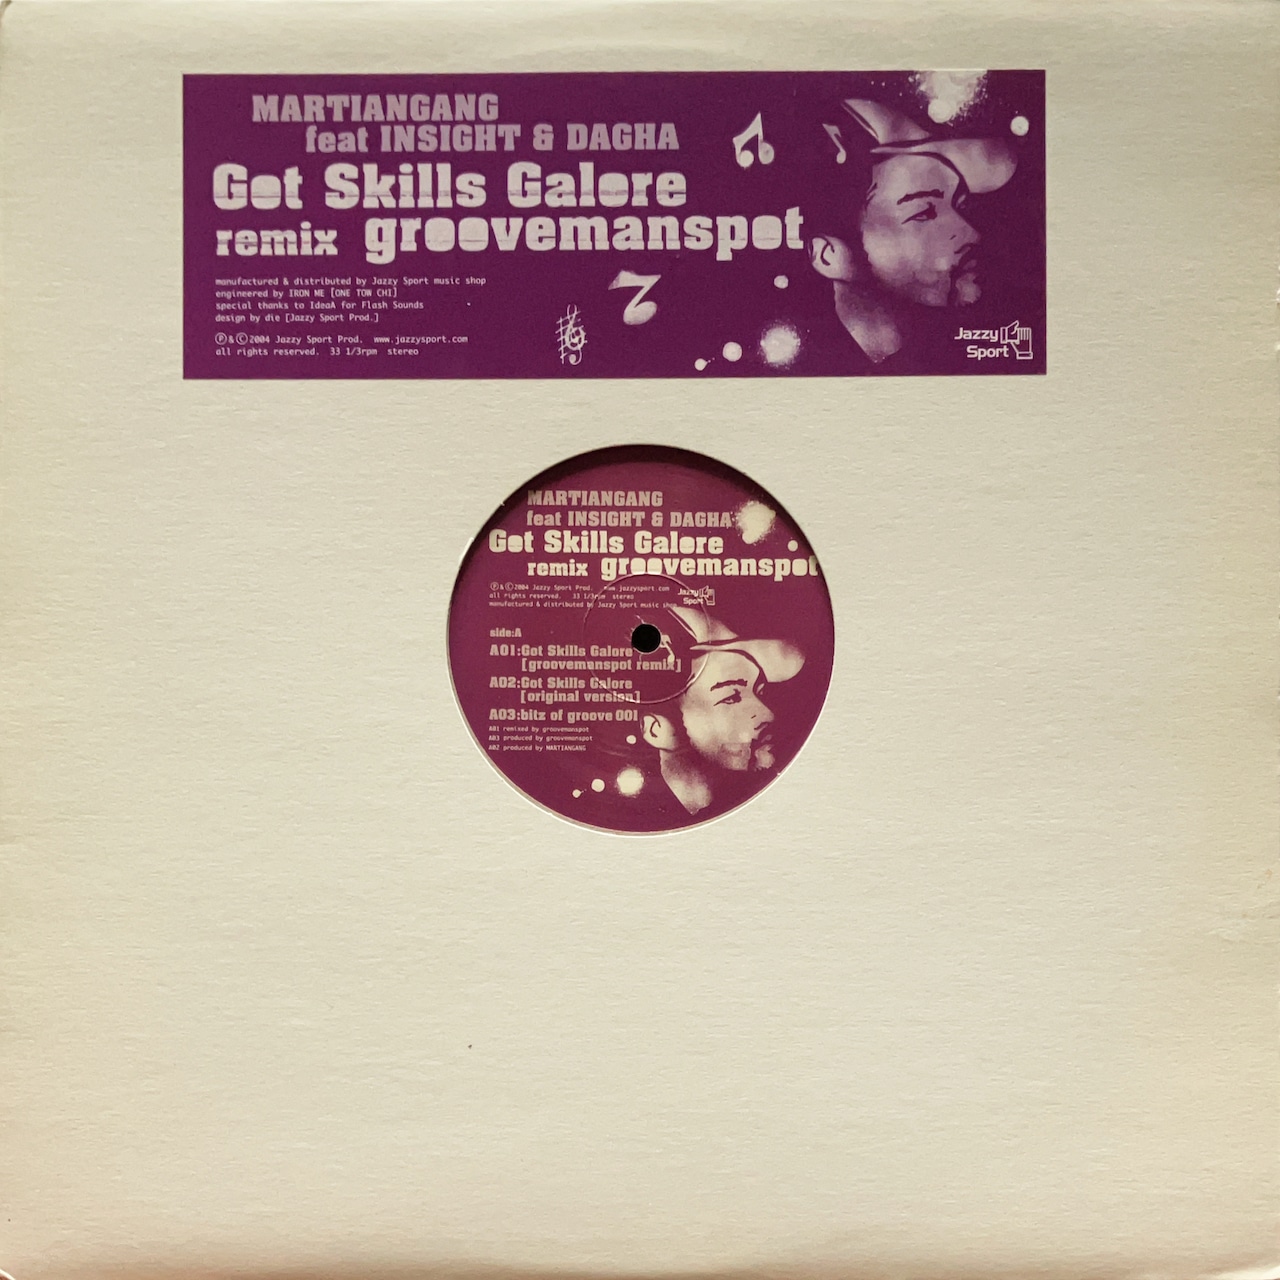 MARTIANGANG
feat INSIGHT & DAGHA
Got Skills Galore
remix groovemanspot
manufactured & distributed by Jazzy Sport music shop
engineered by IRON ME [ONE TOW CHI]
special thanks to IdeaA for Flash Sounds
design by die [Jazzy Sport Prod.]
Ⓟ&Ⓒ2004 Jazzy Sport Prod. www.jazzysport.com
all rights reserved. 33 1/3rpm stereo
Jazzy
Sport
MARTIANGANG
feat INSIGHT & DAGHA
Got Skills Galore
remix groovemanspot
Ⓟ&Ⓒ2004 Jazzy Sport Prod. www.jazzysport.com
all rights reserved. 33 1/3rpm stereo
manufactured & distributed by Jazzy Sport music shop
Jazzy
Sport
side:A
A01:Got Skills Galore
[groovemanspot remix]
A02:Got Skills Galore
[original version]
A03:bitz of groove 001
A01 remixed by groovemanspot
A03 produced by groovemanspot
A02 produced by MARTIANGANG